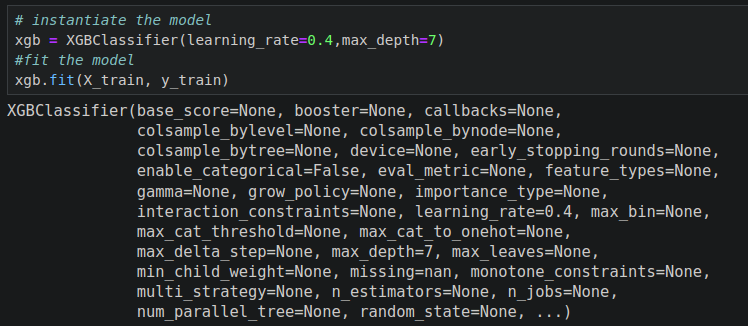 # instantiate the model
xgb = XGBClassifier(learning_rate=0.4,max_depth=7)
#fit the model
xgb.fit(X_train, y_train)
XGBClassifier(base_score=None, booster=None, callbacks=None,
colsample_bylevel=None, colsample_bynode=None,
colsample_bytree=None, device=None, early_stopping_rounds=None,
enable_categorical=False, eval_metric=None, feature_types=None,
gamma=None, grow_policy=None, importance_type=None,
interaction_constraints=None, learning_rate=0.4, max_bin=None,
max_cat_threshold=None, max_cat_to_onehot=None,
max_delta_step=None, max_depth=7, max_leaves=None,
min_child_weight=None, missing=nan, monotone_constraints=None,
multi_strategy=None, n_estimators=None, n_jobs=None,
num_parallel_tree=None, random_state=None, ...)